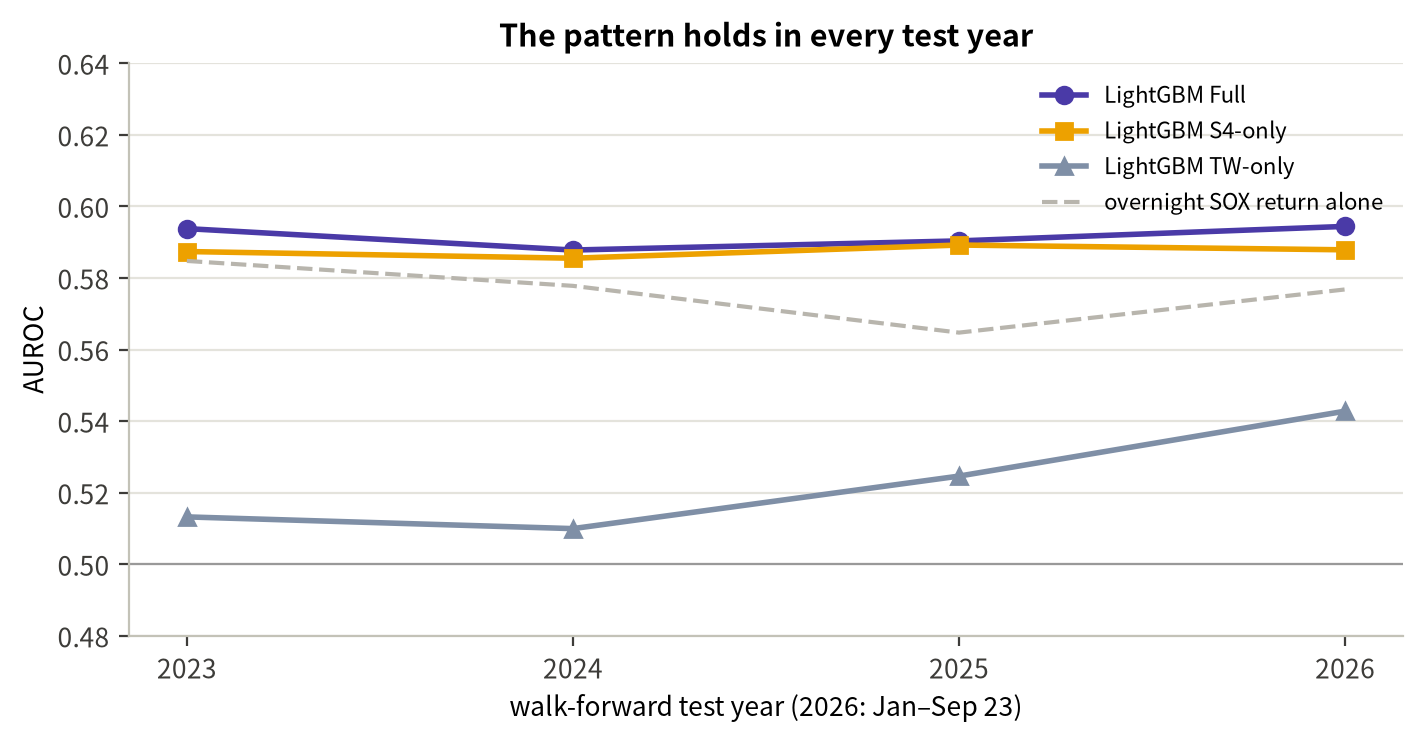 The pattern holds in every test year
0.64
0.62
0.60
0.58
0.56
0.54
0.52
0.50
0.48
AUROC
LightGBM Full
LightGBM S4-only
LightGBM TW-only
overnight SOX return alone
2023 2024 2025 2026
walk-forward test year (2026: Jan–Sep 23)